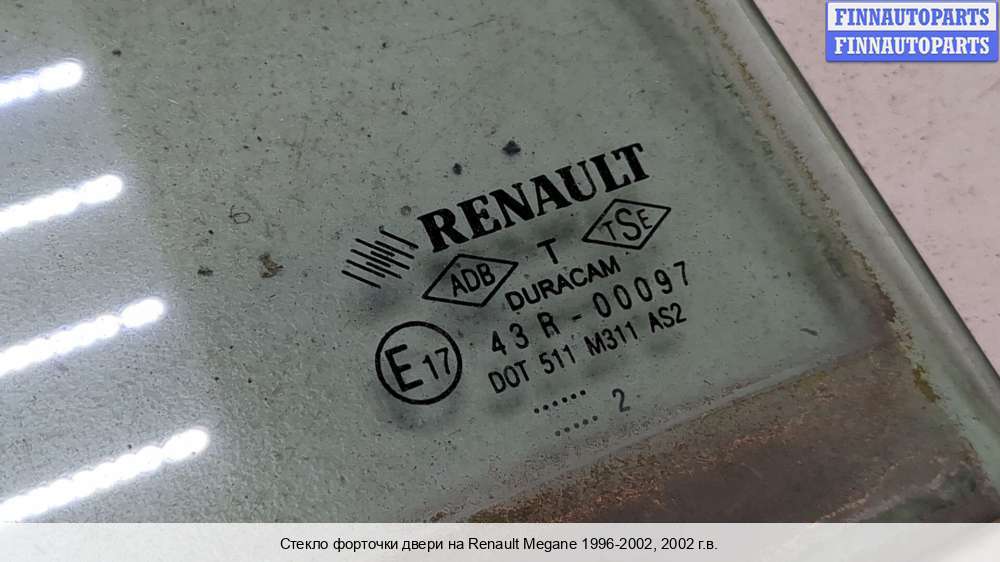 FINNAUTOPARTS
FINNAUTOPARTS
RENAULT
ADB T TSE
DURACAM
E17 43R-00097
DOT 511 M311 AS2
....... 
..... 2
Стекло форточки двери на Renault Megane 1996-2002, 2002 г.в.